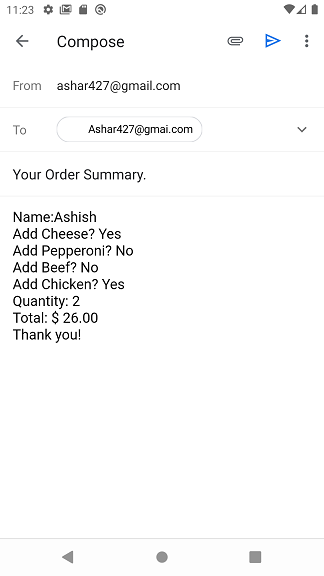 11:23
Compose
From ashar427@gmail.com
To Ashar427@gmai.com
Your Order Summary.
Name:Ashish
Add Cheese? Yes
Add Pepperoni? No
Add Beef? No
Add Chicken? Yes
Quantity: 2
Total: $ 26.00
Thank you!